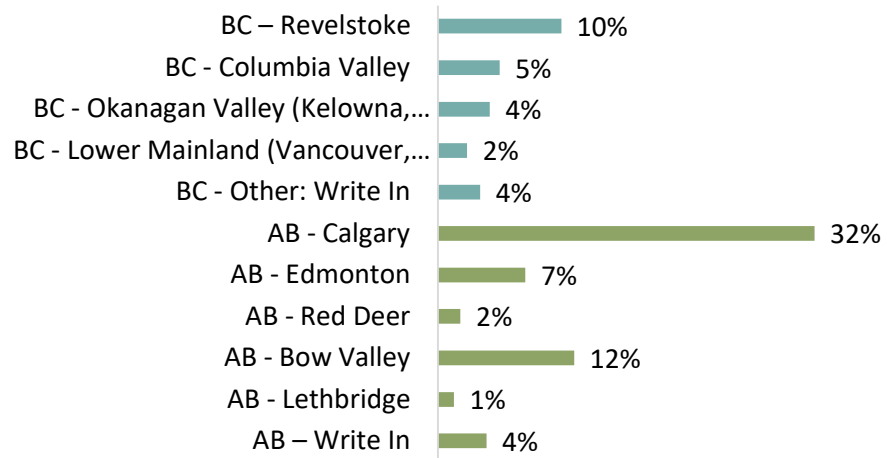 BC – Revelstoke 10%
BC - Columbia Valley 5%
BC - Okanagan Valley (Kelowna,... 4%
BC - Lower Mainland (Vancouver,... 2%
BC - Other: Write In 4%
AB - Calgary 32%
AB - Edmonton 7%
AB - Red Deer 2%
AB - Bow Valley 12%
AB - Lethbridge 1%
AB – Write In 4%